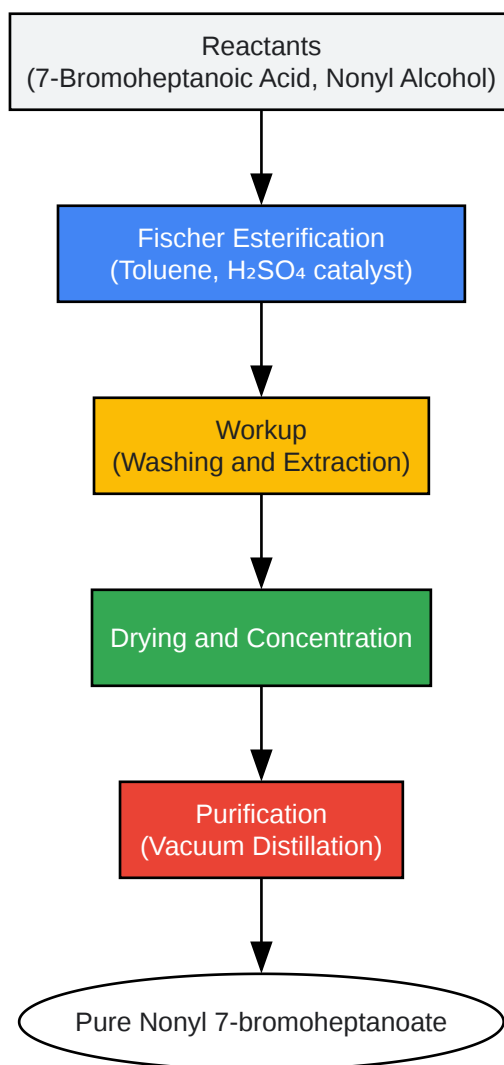 Reactants
(7-Bromoheptanoic Acid, Nonyl Alcohol)
Fischer Esterification
(Toluene, H₂SO₄ catalyst)
Workup
(Washing and Extraction)
Drying and Concentration
Purification
(Vacuum Distillation)
Pure Nonyl 7-bromoheptanoate